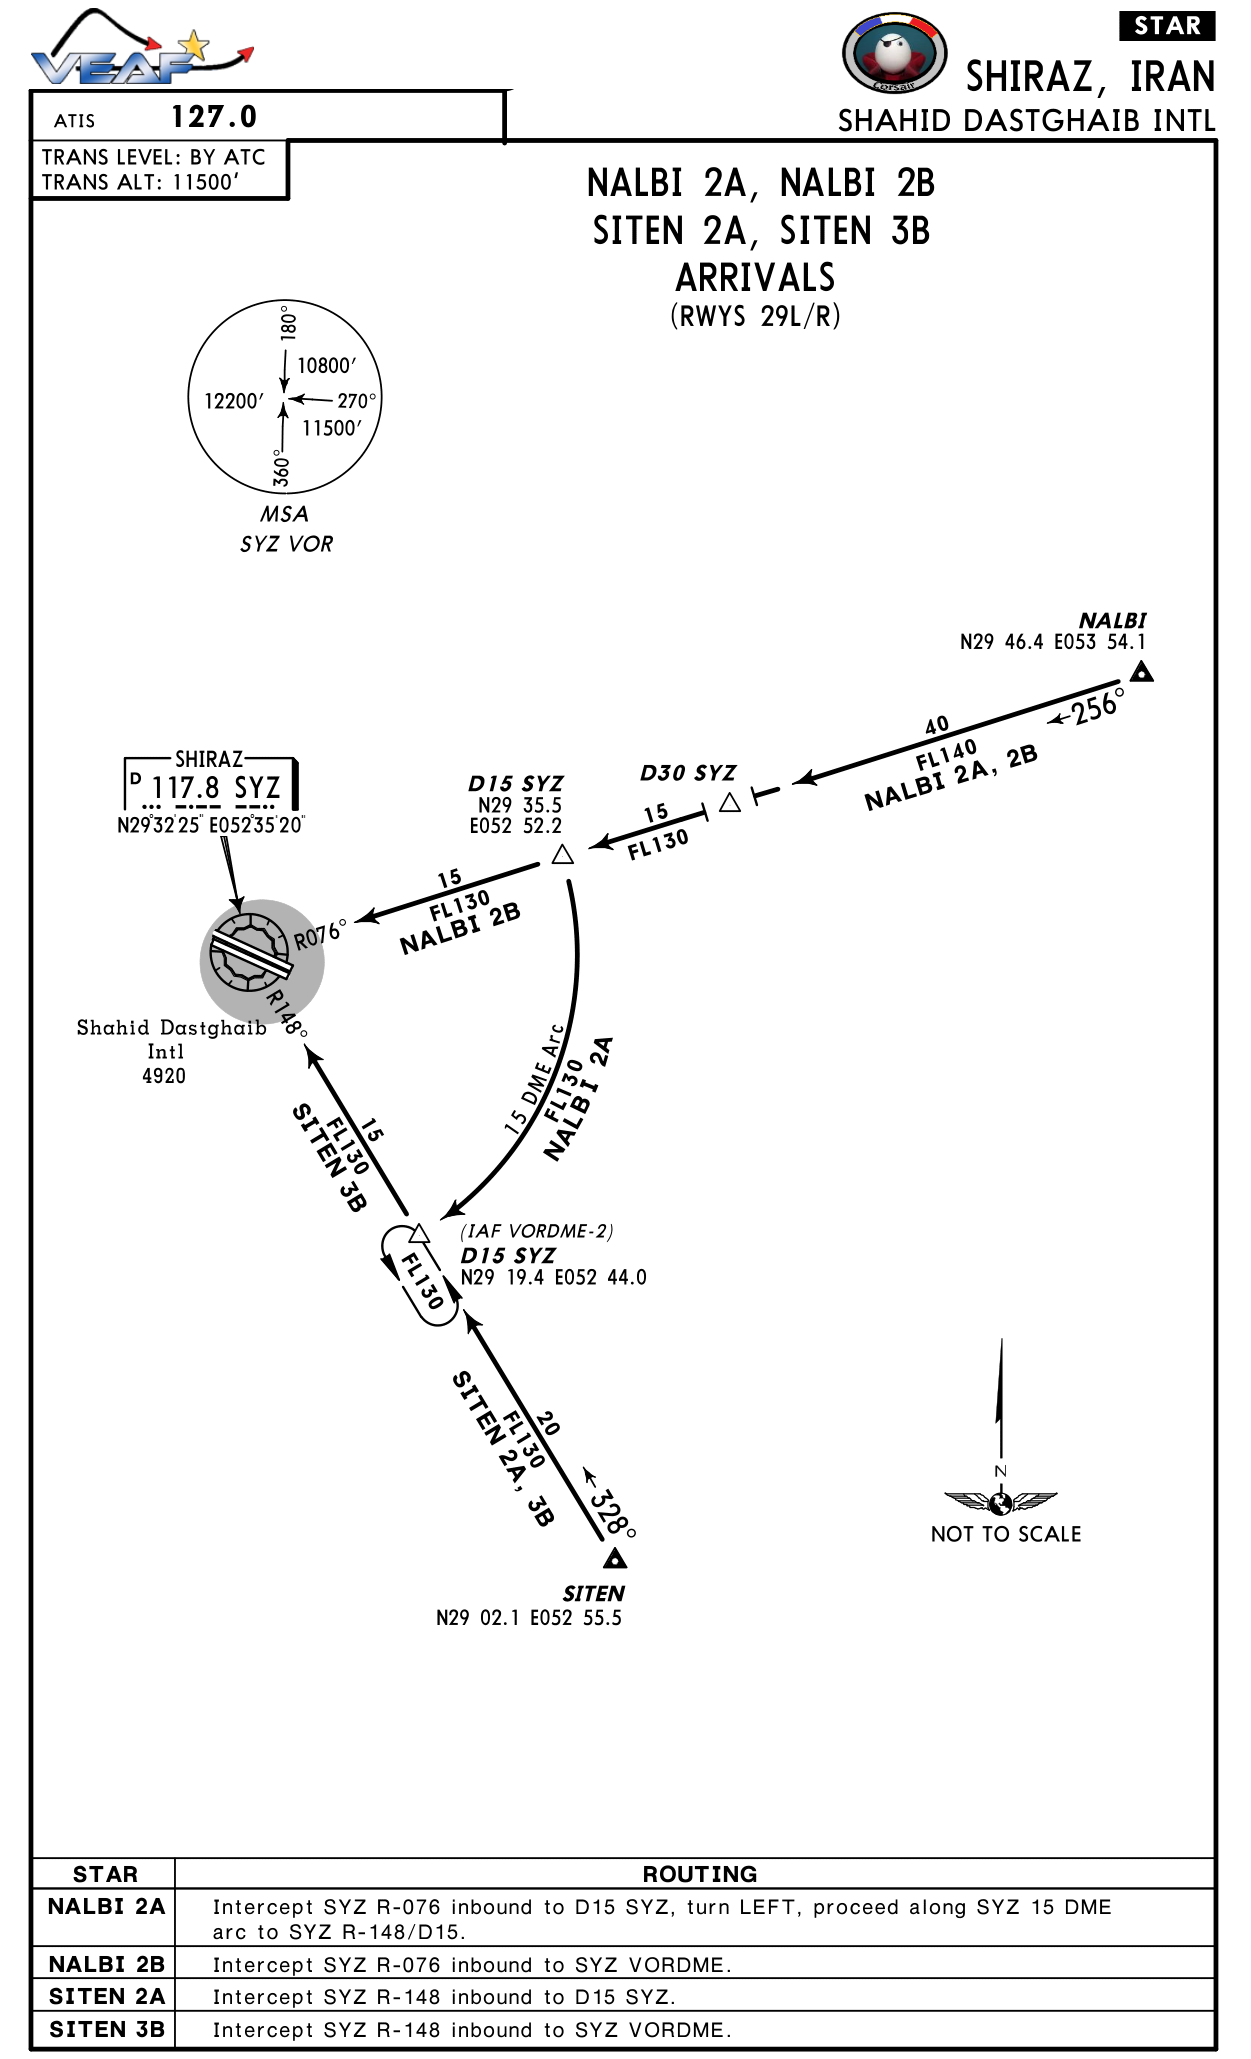 VEAF
Corsair
STAR
SHIRAZ, IRAN
SHAHID DASTGHAIB INTL
ATIS 127.0
TRANS LEVEL: BY ATC
TRANS ALT: 11500'
NALBI 2A, NALBI 2B
SITEN 2A, SITEN 3B
ARRIVALS
(RWYS 29L/R)
180°
10800'
12200'
270°
11500'
360°
MSA
SYZ VOR
NALBI
N29 46.4 E053 54.1
256°
40
FL140
NALBI 2A, 2B
D30 SYZ
15
FL130
D15 SYZ
N29 35.5
E052 52.2
15
FL130
NALBI 2B
SHIRAZ
D 117.8 SYZ
N29°32'25" E052°35'20"
R076°
R148°
Shahid Dastghaib
Intl
4920
15 DME Arc
FL130
NALBI 2A
15
FL130
SITEN 3B
(IAF VORDME-2)
D15 SYZ
N29 19.4 E052 44.0
FL130
20
FL130
SITEN 2A, 3B
328°
SITEN
N29 02.1 E052 55.5
N
NOT TO SCALE
STAR ROUTING
NALBI 2A Intercept SYZ R-076 inbound to D15 SYZ, turn LEFT, proceed along SYZ 15 DME
arc to SYZ R-148/D15.
NALBI 2B Intercept SYZ R-076 inbound to SYZ VORDME.
SITEN 2A Intercept SYZ R-148 inbound to D15 SYZ.
SITEN 3B Intercept SYZ R-148 inbound to SYZ VORDME.